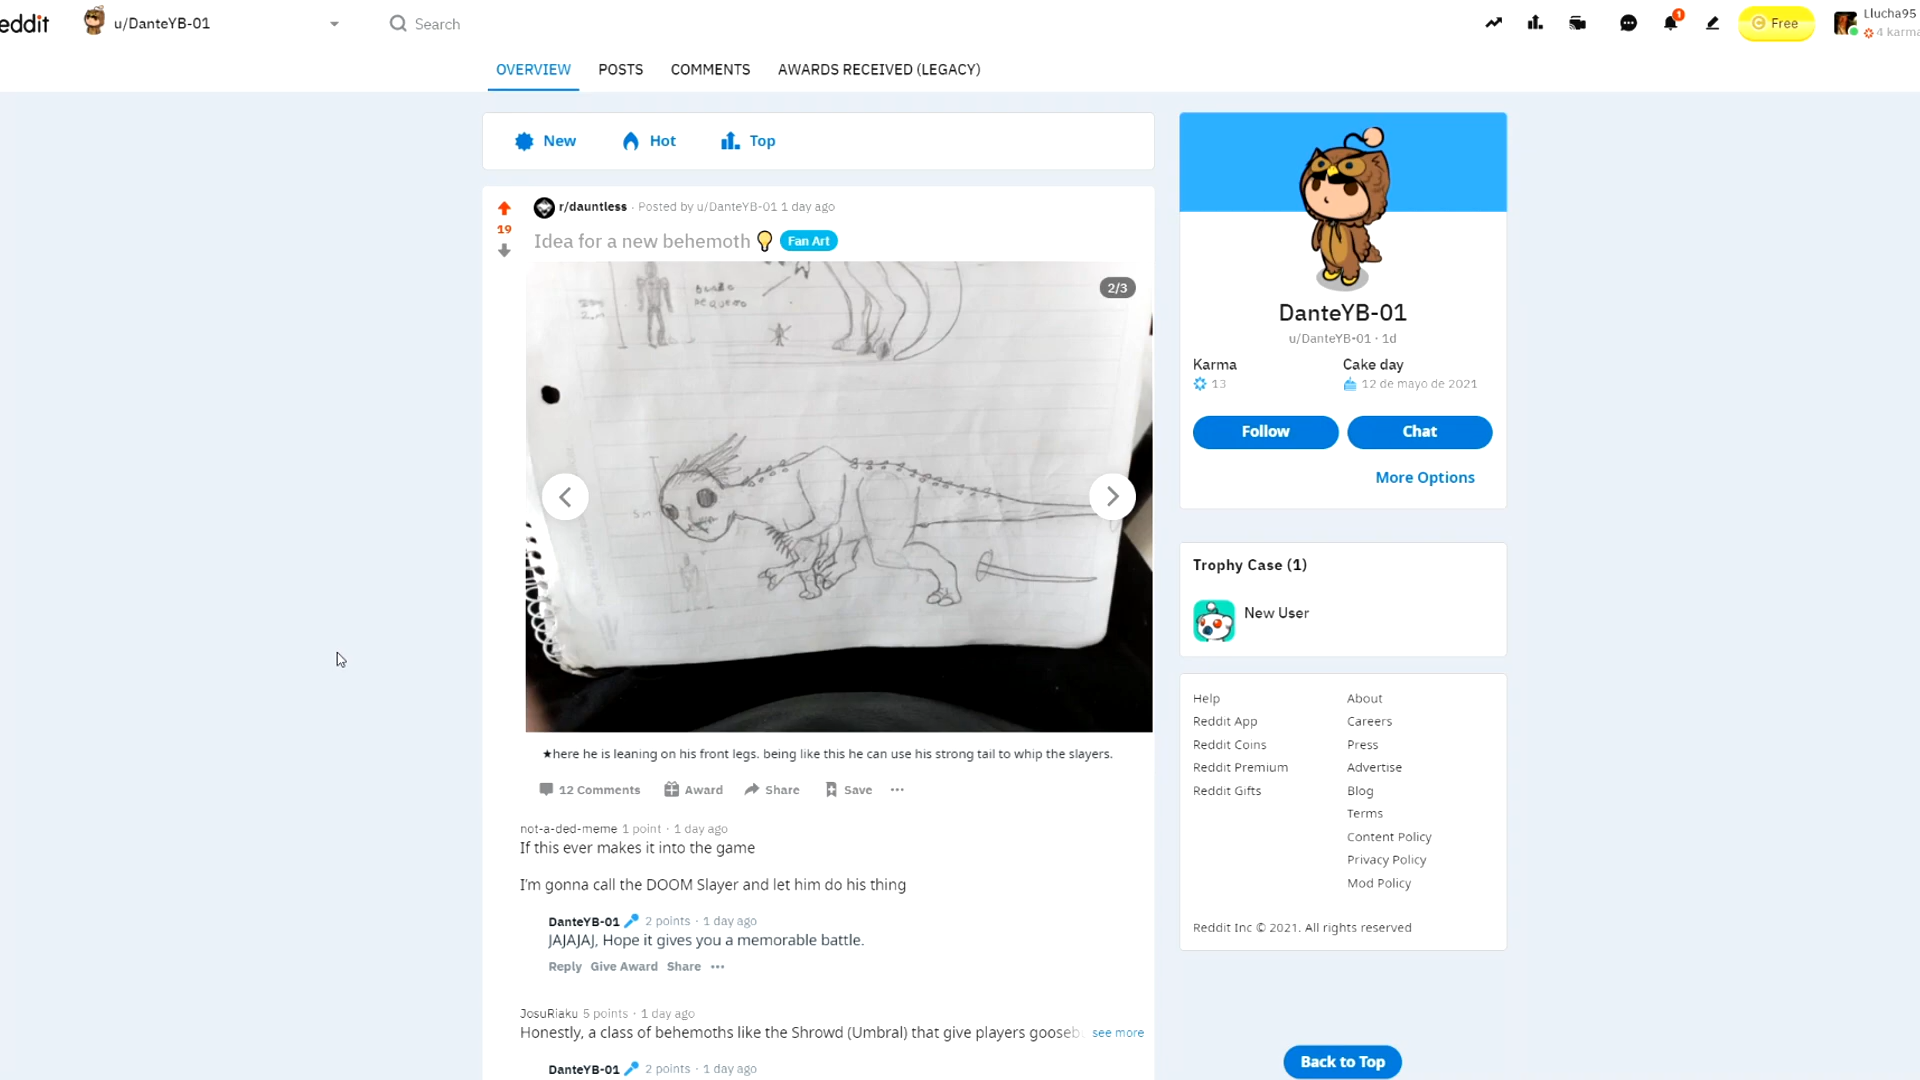 eddit
u/DanteYB-01
Search
1
Free
Llucha95
4 karma
OVERVIEW POSTS COMMENTS AWARDS RECEIVED (LEGACY)
New Hot Top
r/dauntless · Posted by u/DanteYB-01 1 day ago
19
Idea for a new behemoth Fan Art
2/3
pequeño
2m
5m
★here he is leaning on his front legs. being like this he can use his strong tail to whip the slayers.
12 Comments Award Share Save ···
not-a-ded-meme 1 point · 1 day ago
If this ever makes it into the game
I'm gonna call the DOOM Slayer and let him do his thing
DanteYB-01 2 points · 1 day ago
JAJAJAJ, Hope it gives you a memorable battle.
Reply Give Award Share ···
JosuRiaku 5 points · 1 day ago
Honestly, a class of behemoths like the Shrowd (Umbral) that give players gooseb see more
DanteYB-01 2 points · 1 day ago
DanteYB-01
u/DanteYB-01 · 1d
Karma Cake day
13 12 de mayo de 2021
Follow Chat
More Options
Trophy Case (1)
New User
Help About
Reddit App Careers
Reddit Coins Press
Reddit Premium Advertise
Reddit Gifts Blog
Terms
Content Policy
Privacy Policy
Mod Policy
Reddit Inc © 2021. All rights reserved
Back to Top